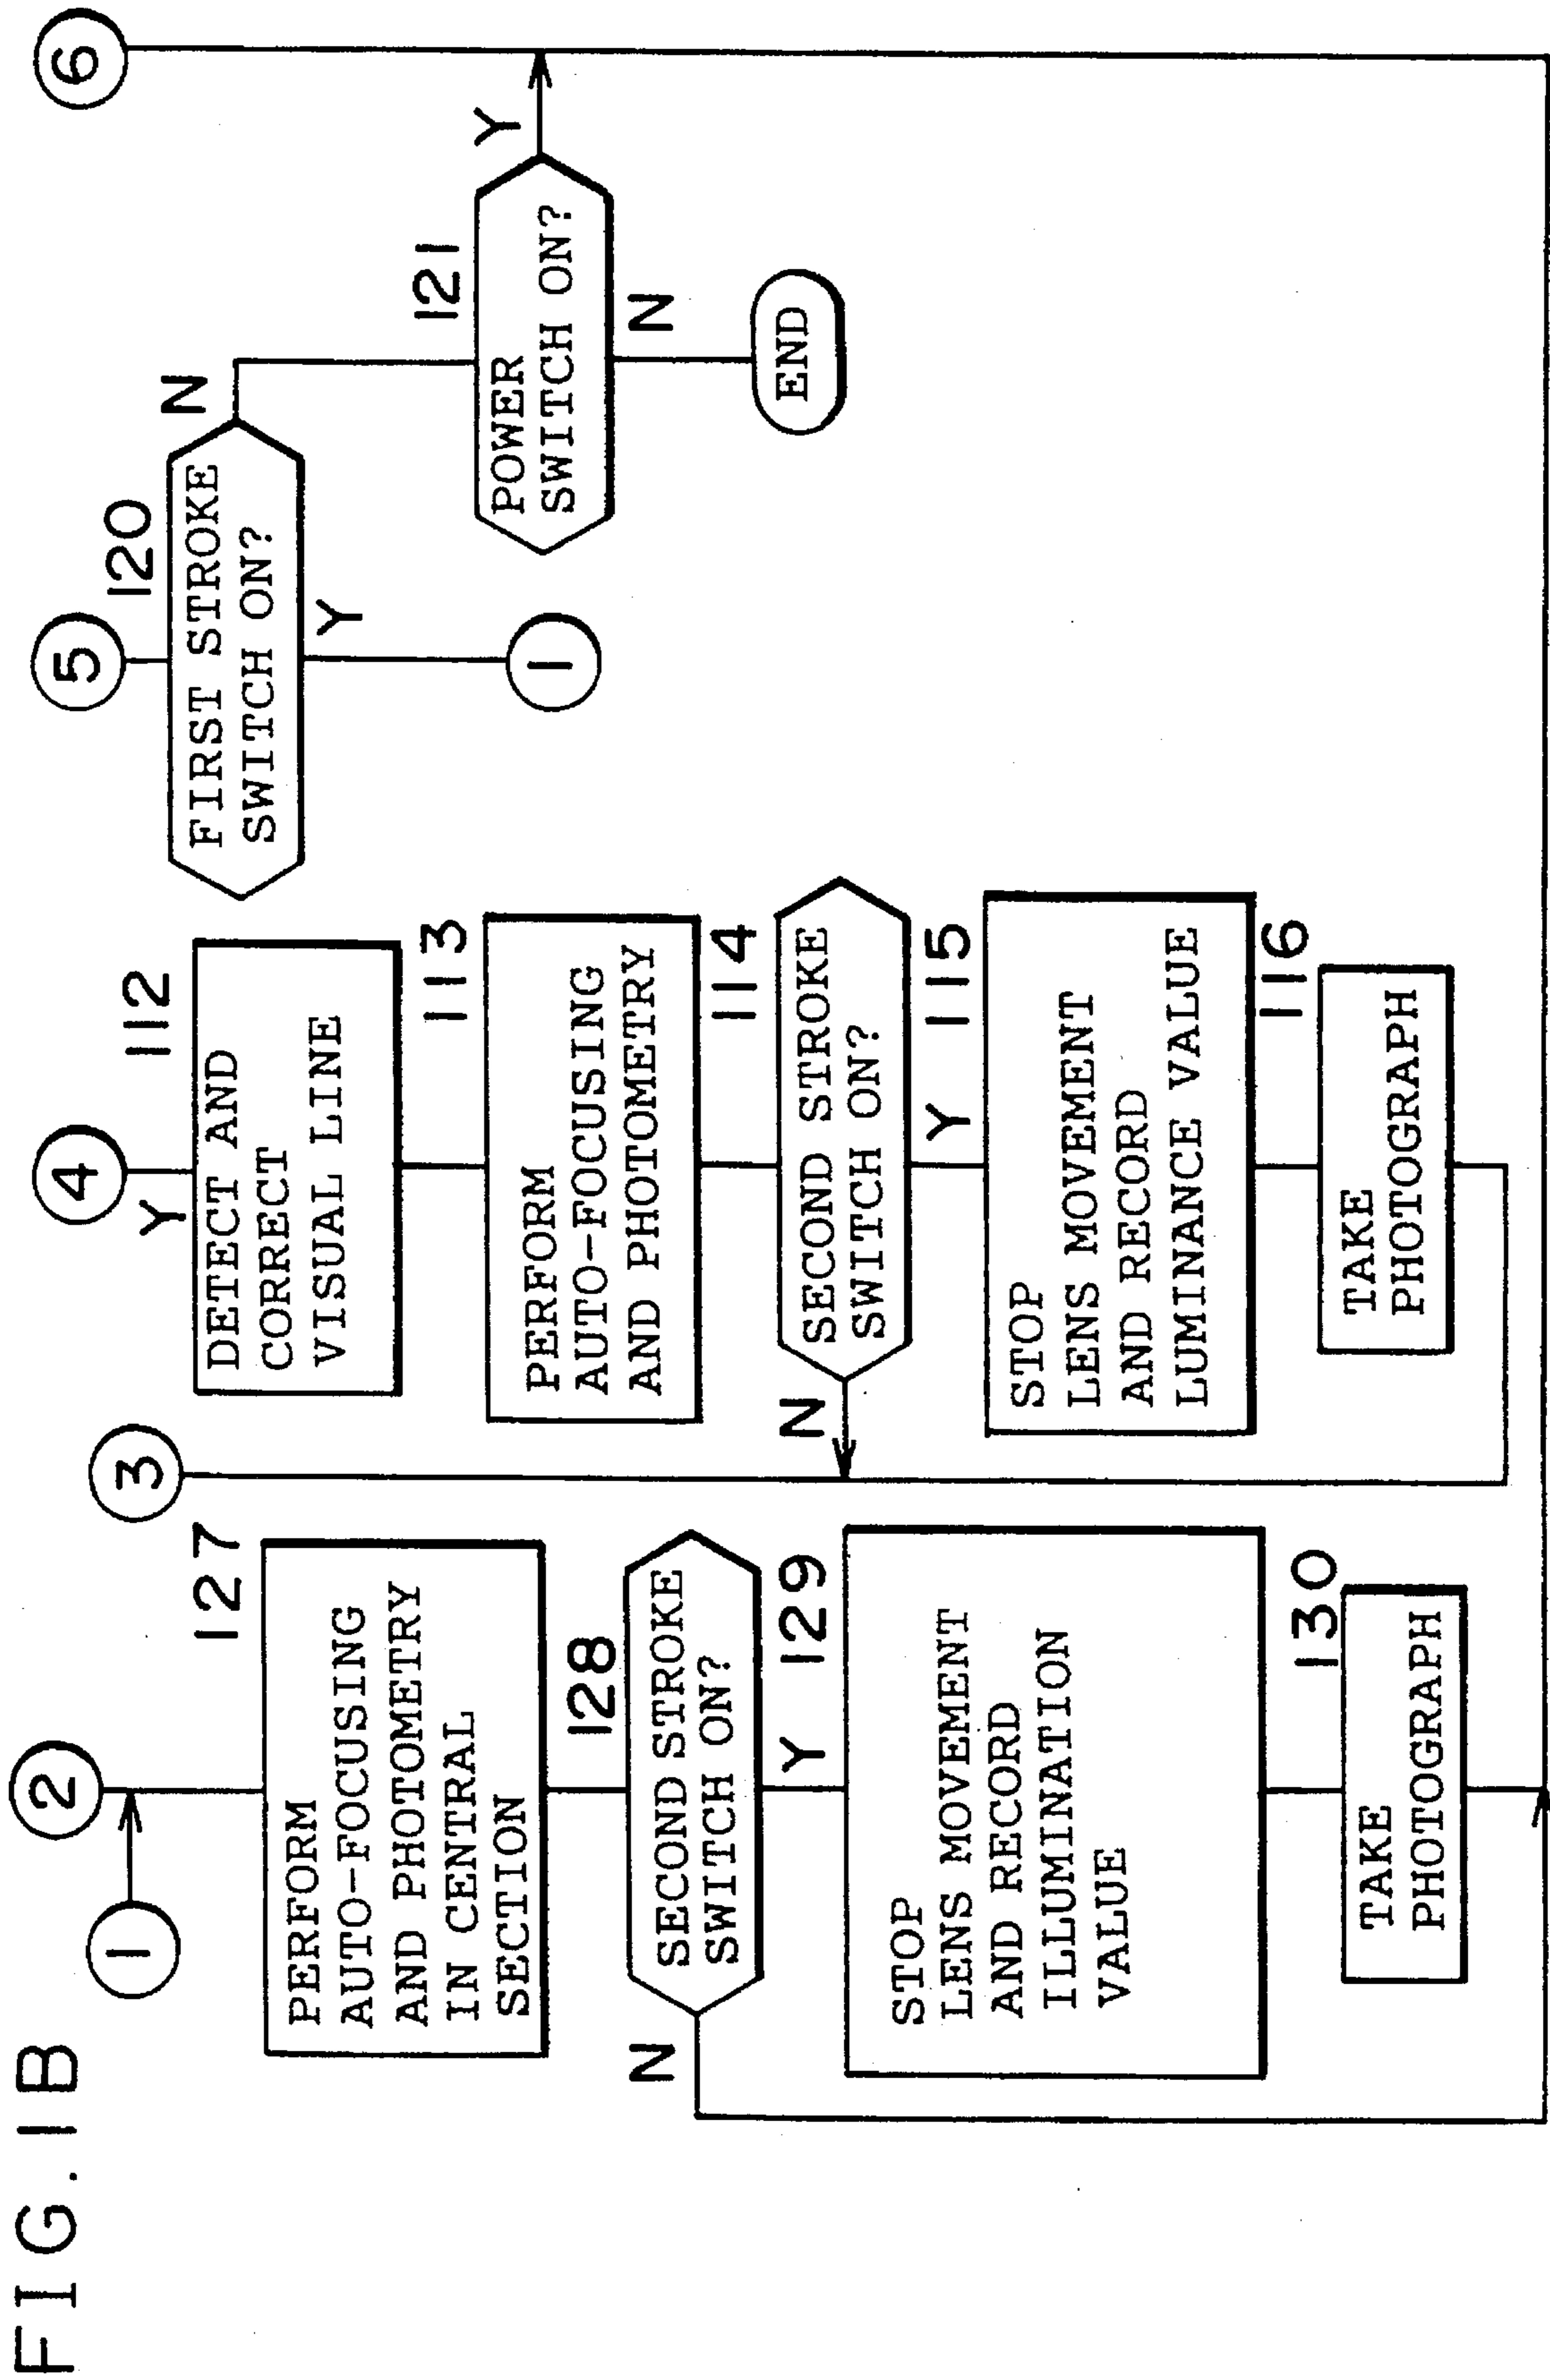 FIG. 1B
2
1
127
PERFORM
AUTO-FOCUSING
AND PHOTOMETRY
IN CENTRAL
SECTION
128
SECOND STROKE
SWITCH ON?
N
Y
129
STOP
LENS MOVEMENT
AND RECORD
ILLUMINATION
VALUE
130
TAKE
PHOTOGRAPH
3
4
Y
112
DETECT AND
CORRECT
VISUAL LINE
113
PERFORM
AUTO-FOCUSING
AND PHOTOMETRY
114
SECOND STROKE
SWITCH ON?
N
Y
115
STOP
LENS MOVEMENT
AND RECORD
LUMINANCE VALUE
116
TAKE
PHOTOGRAPH
5
120
FIRST STROKE
SWITCH ON?
N
Y
1
121
POWER
SWITCH ON?
Y
N
END
6